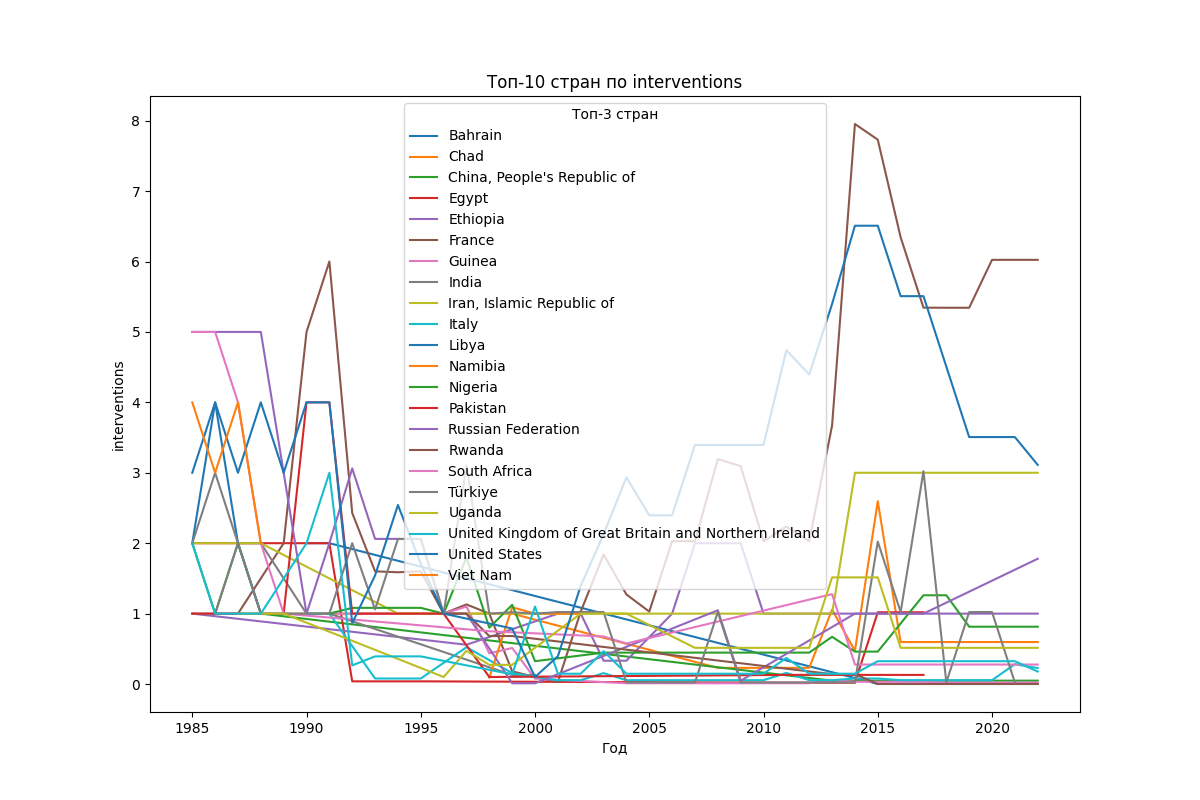 Топ-10 стран по interventions
Топ-3 стран
Bahrain
Chad
China, People's Republic of
Egypt
Ethiopia
France
Guinea
India
Iran, Islamic Republic of
Italy
Libya
Namibia
Nigeria
Pakistan
Russian Federation
Rwanda
South Africa
Türkiye
Uganda
United Kingdom of Great Britain and Northern Ireland
United States
Viet Nam
interventions
8
7
6
5
4
3
2
1
0
1985 1990 1995 2000 2005 2010 2015 2020
Год